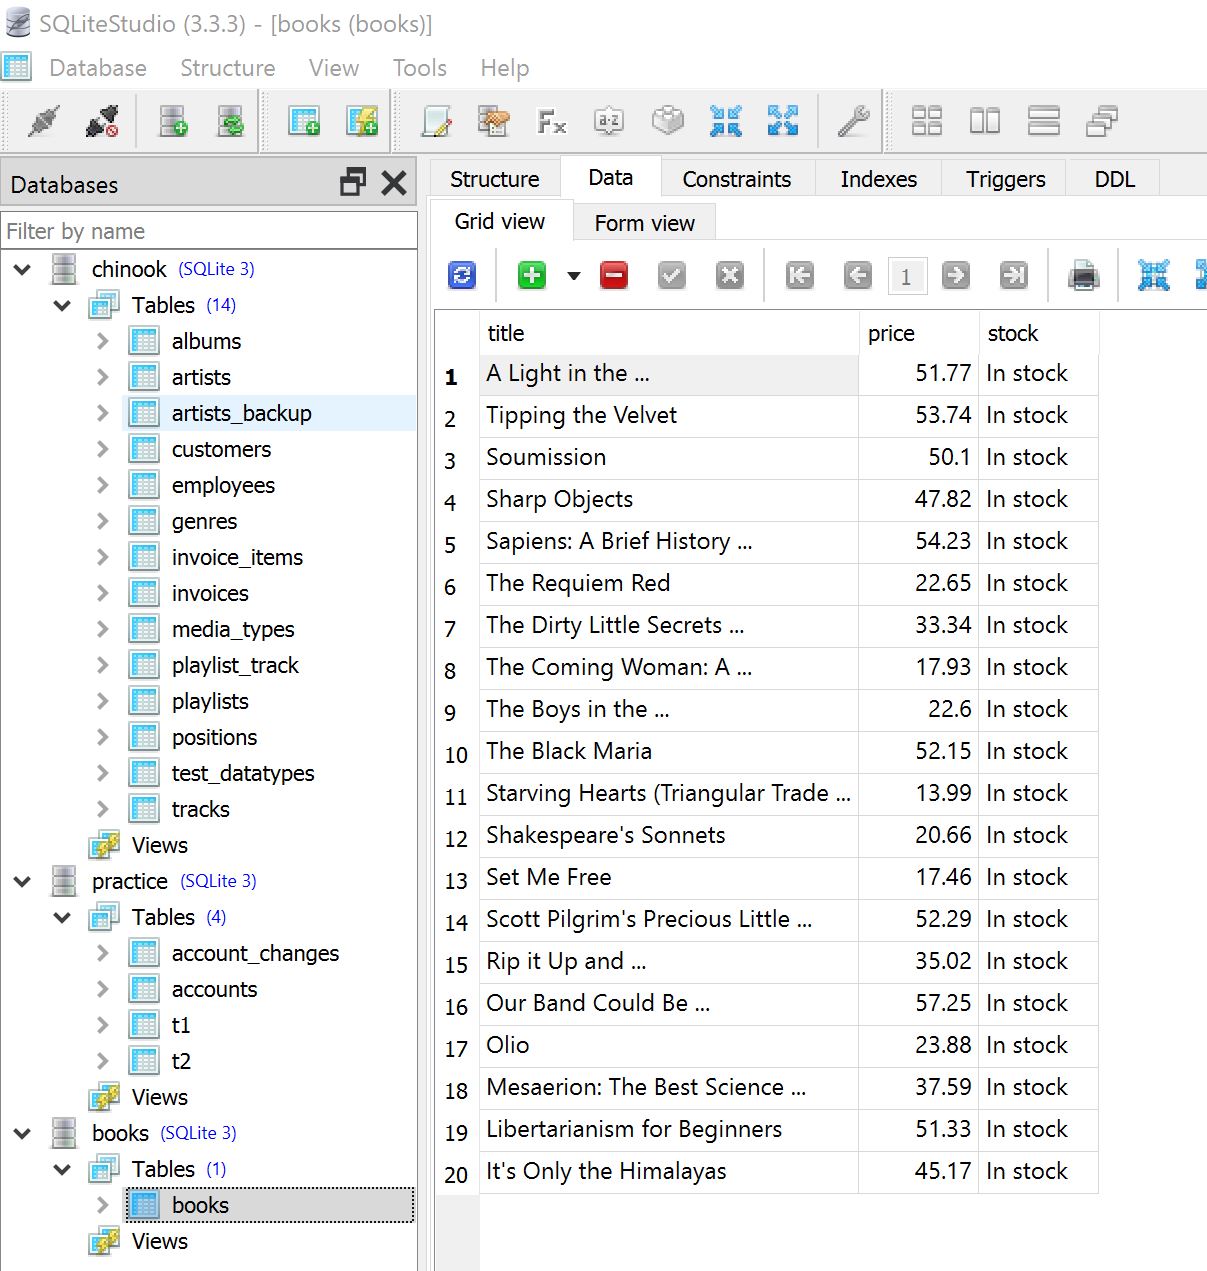 SQLiteStudio (3.3.3) - [books (books)]
Database Structure View Tools Help
Databases
Filter by name
chinook (SQLite 3)
Tables (14)
albums
artists
artists_backup
customers
employees
genres
invoice_items
invoices
media_types
playlist_track
playlists
positions
test_datatypes
tracks
Views
practice (SQLite 3)
Tables (4)
account_changes
accounts
t1
t2
Views
books (SQLite 3)
Tables (1)
books
Views
Structure Data Constraints Indexes Triggers DDL
Grid view Form view
1
title price stock
1 A Light in the ... 51.77 In stock
2 Tipping the Velvet 53.74 In stock
3 Soumission 50.1 In stock
4 Sharp Objects 47.82 In stock
5 Sapiens: A Brief History ... 54.23 In stock
6 The Requiem Red 22.65 In stock
7 The Dirty Little Secrets ... 33.34 In stock
8 The Coming Woman: A ... 17.93 In stock
9 The Boys in the ... 22.6 In stock
10 The Black Maria 52.15 In stock
11 Starving Hearts (Triangular Trade ... 13.99 In stock
12 Shakespeare's Sonnets 20.66 In stock
13 Set Me Free 17.46 In stock
14 Scott Pilgrim's Precious Little ... 52.29 In stock
15 Rip it Up and ... 35.02 In stock
16 Our Band Could Be ... 57.25 In stock
17 Olio 23.88 In stock
18 Mesaerion: The Best Science ... 37.59 In stock
19 Libertarianism for Beginners 51.33 In stock
20 It's Only the Himalayas 45.17 In stock